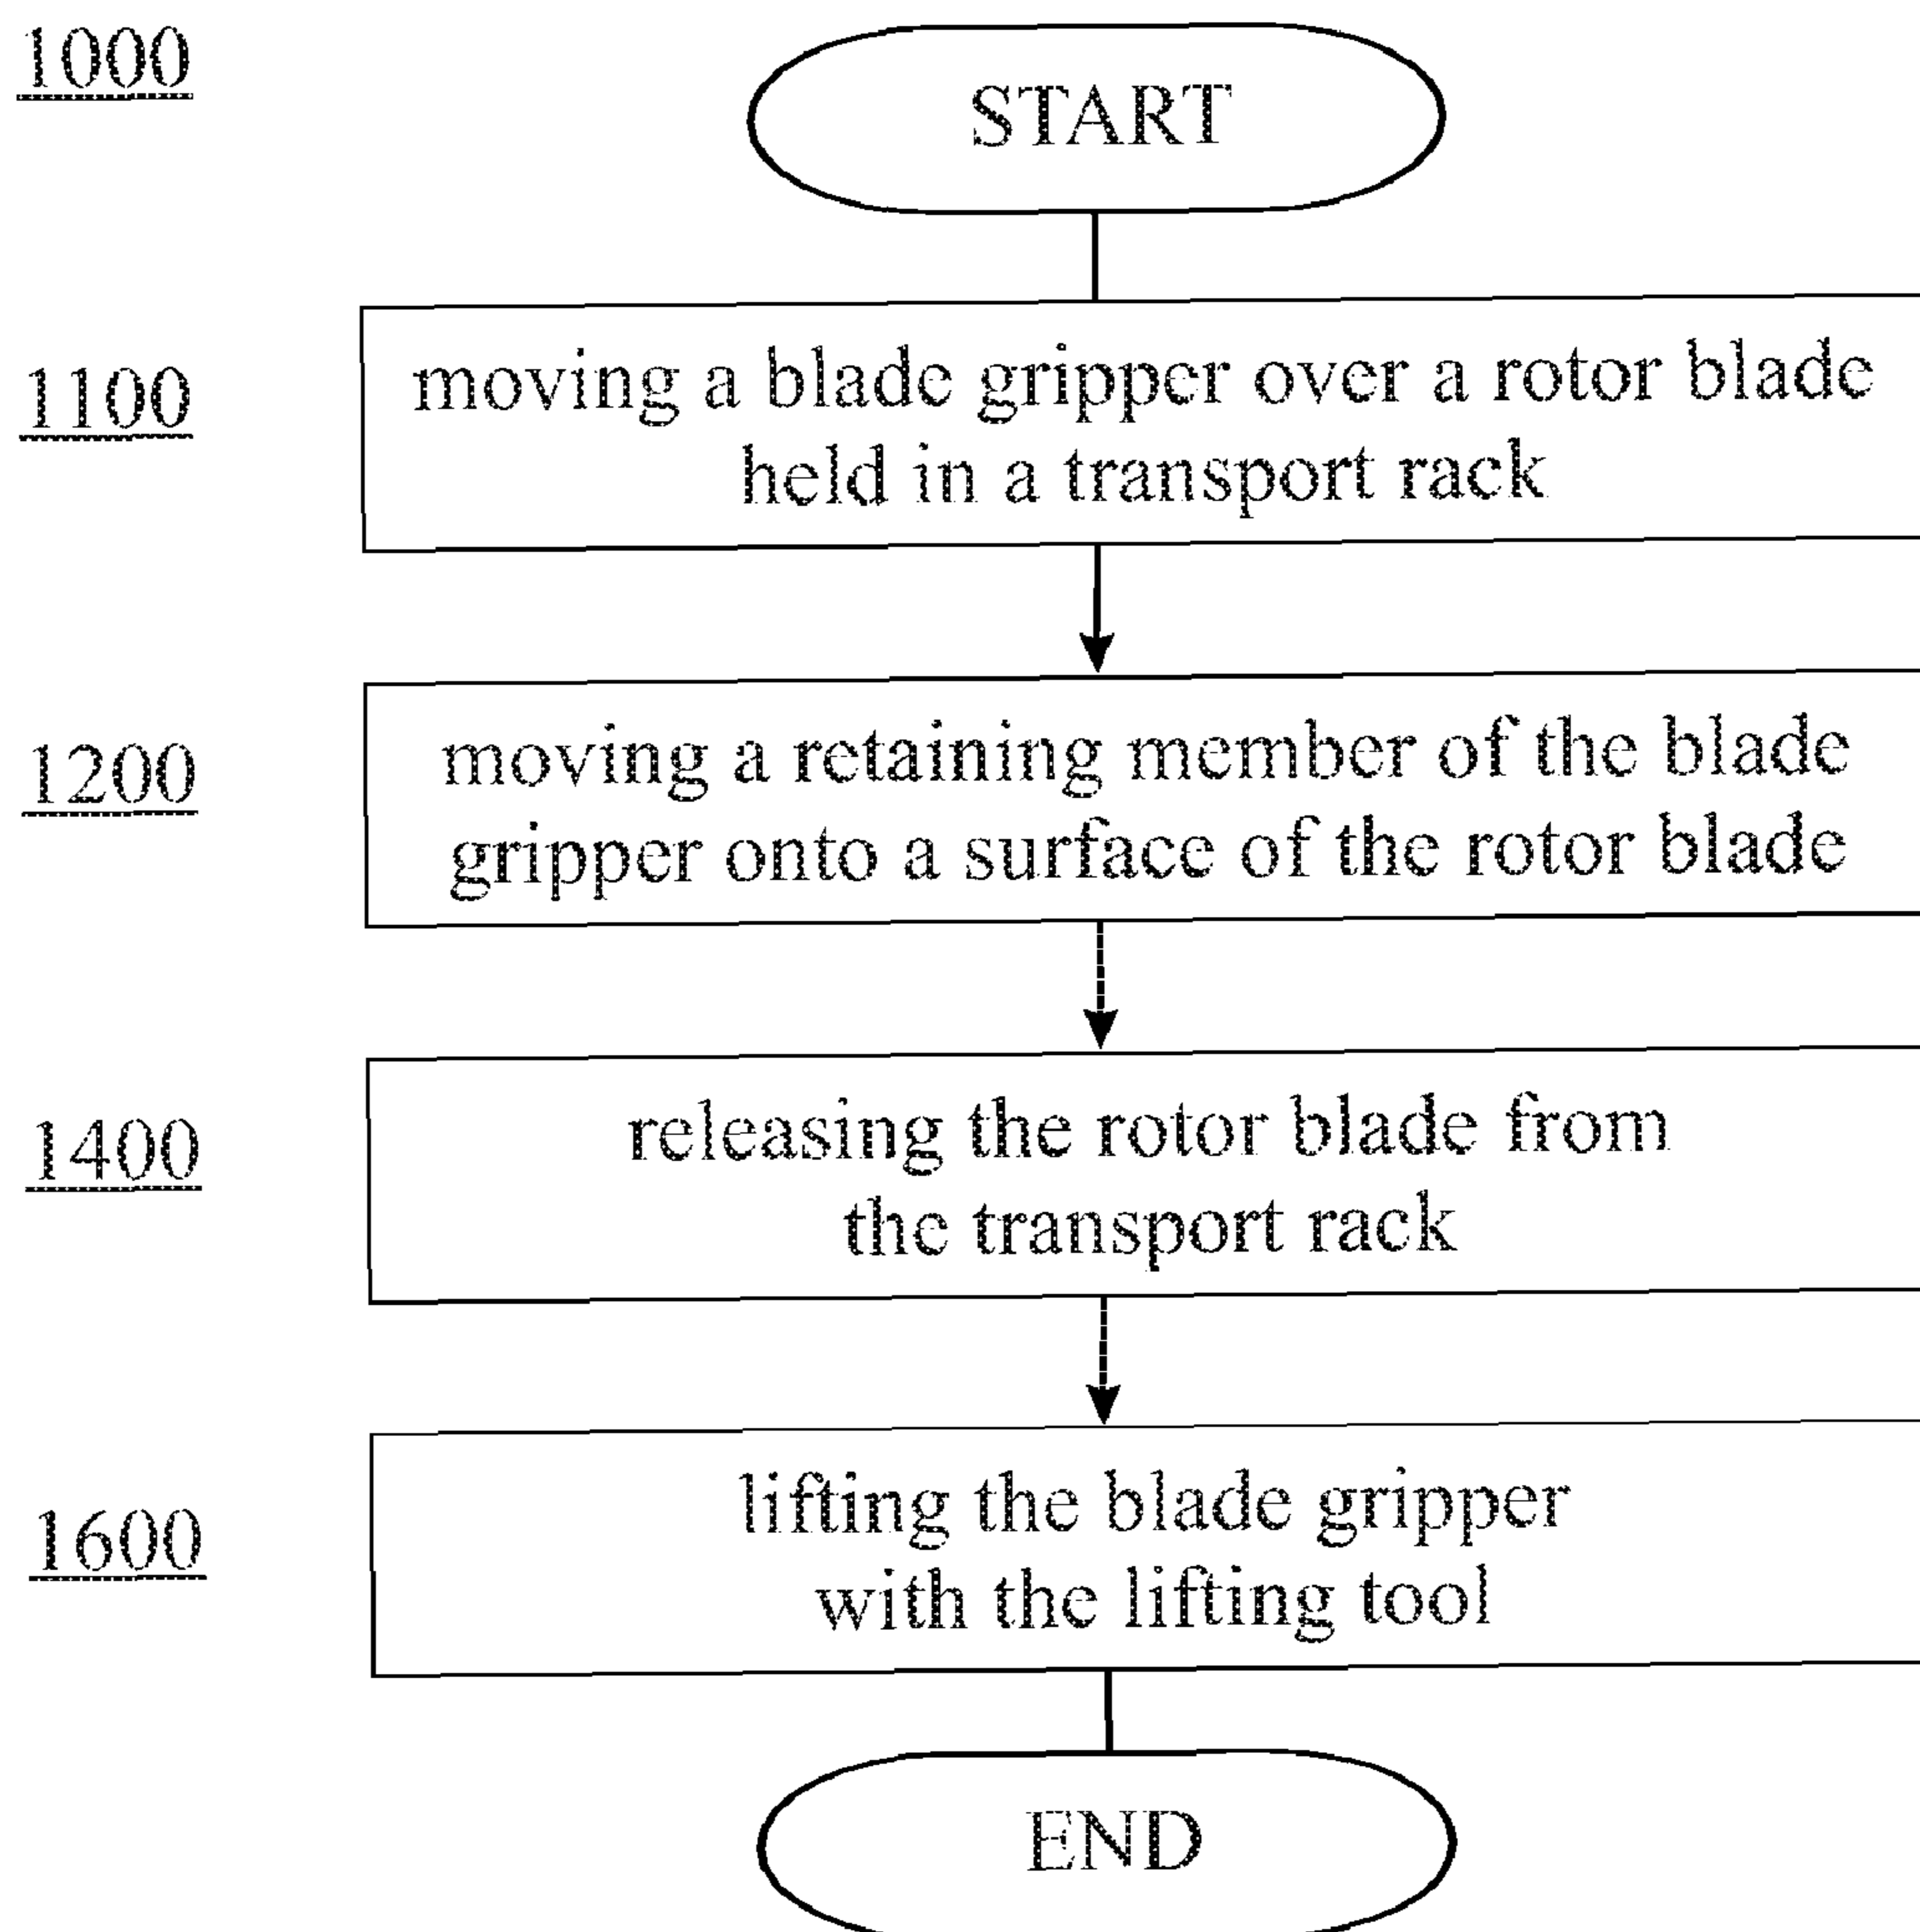 1000
START
1100
moving a blade gripper over a rotor blade
held in a transport rack
1200
moving a retaining member of the blade
gripper onto a surface of the rotor blade
1400
releasing the rotor blade from
the transport rack
1600
lifting the blade gripper
with the lifting tool
END